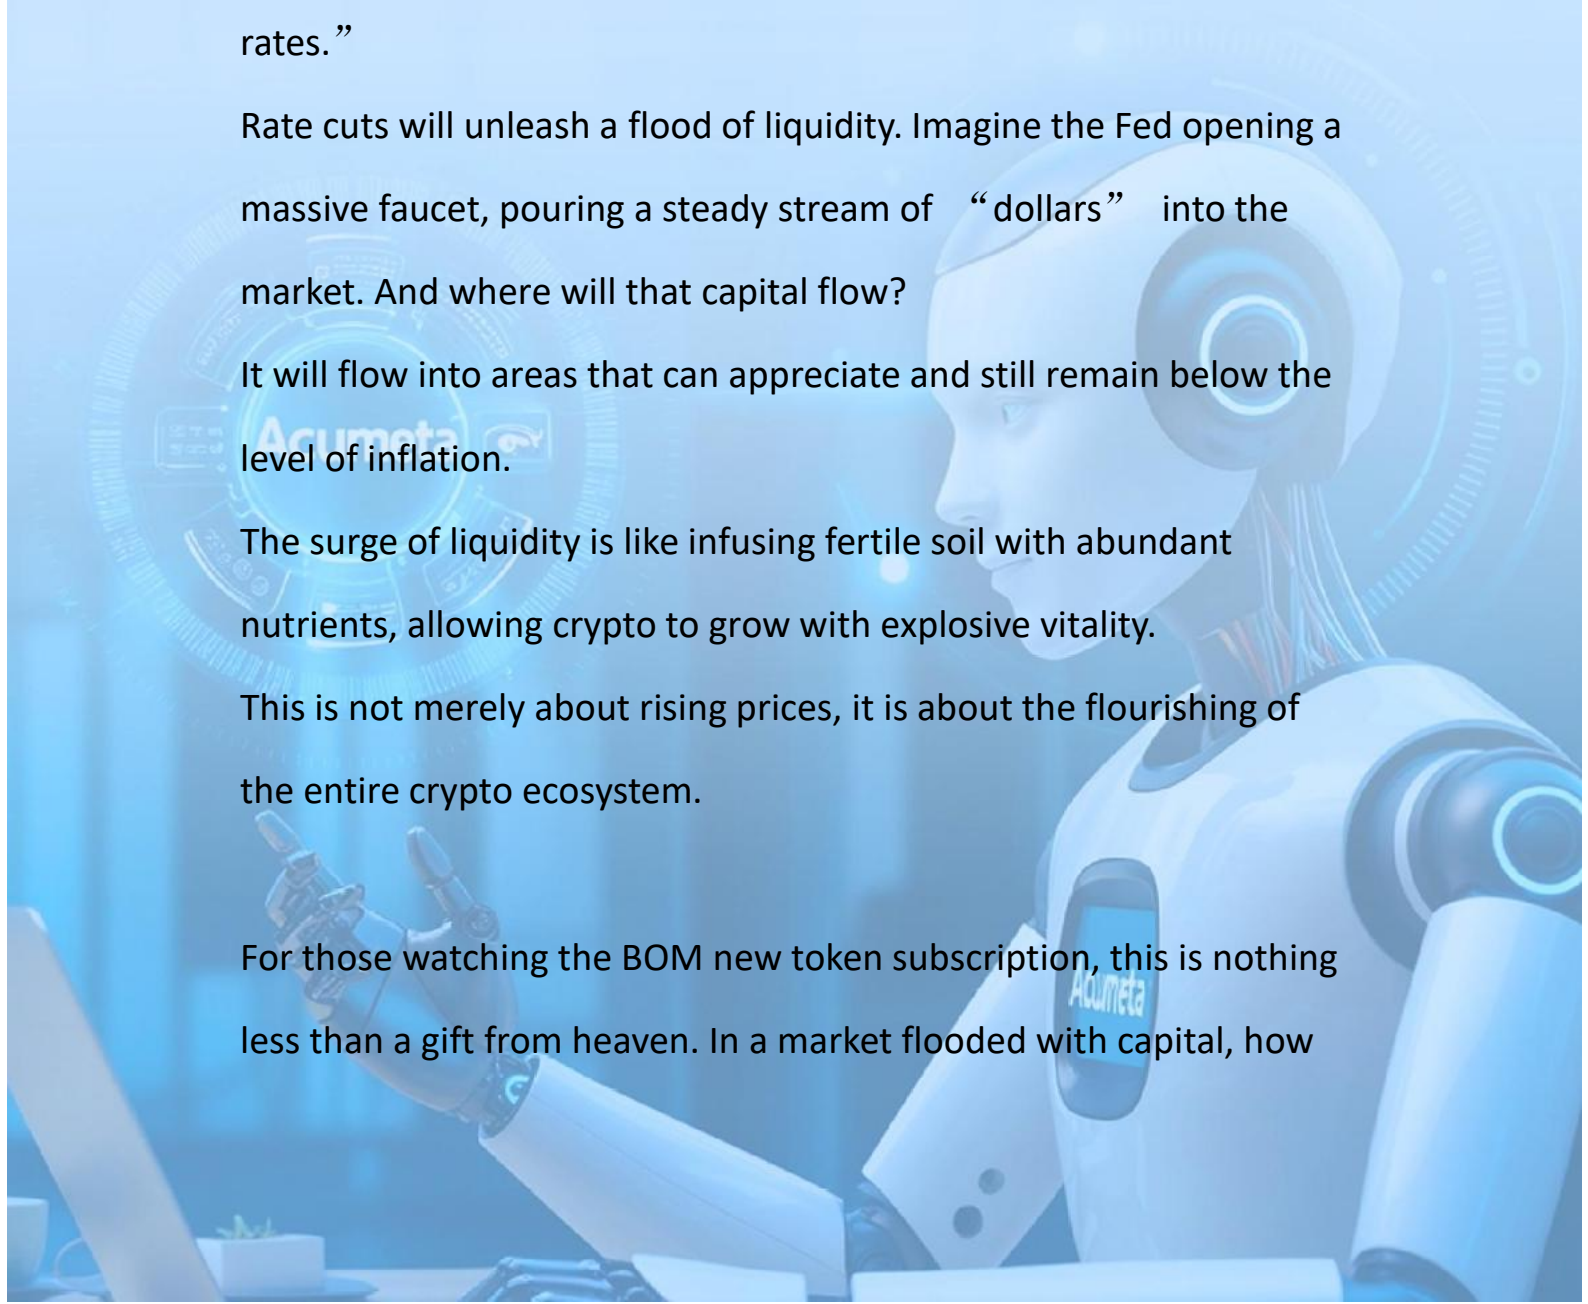 rates.”
Rate cuts will unleash a flood of liquidity. Imagine the Fed opening a
massive faucet, pouring a steady stream of “dollars” into the
market. And where will that capital flow?
It will flow into areas that can appreciate and still remain below the
level of inflation.
Acumeta
The surge of liquidity is like infusing fertile soil with abundant
nutrients, allowing crypto to grow with explosive vitality.
This is not merely about rising prices, it is about the flourishing of
the entire crypto ecosystem.
For those watching the BOM new token subscription, this is nothing
less than a gift from heaven. In a market flooded with capital, how
Acumeta